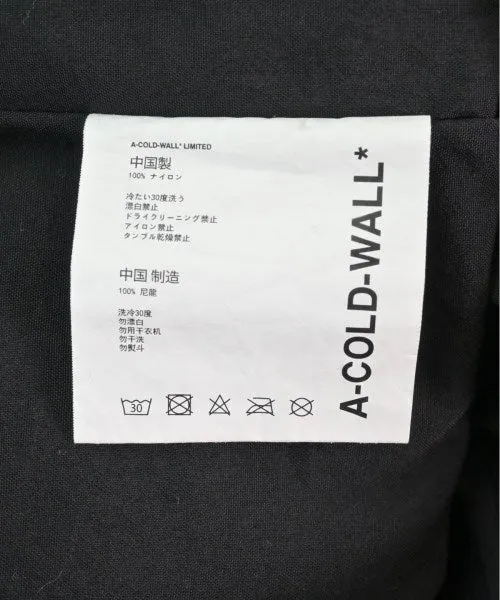 A-COLD-WALL* LIMITED
中国製
100% ナイロン
冷たい30度洗う
漂白禁止
ドライクリーニング禁止
アイロン禁止
タンブル乾燥禁止
中国 制造
100% 尼龍
洗冷30度
勿漂白
勿用干衣机
勿干洗
勿熨斗
30
A-COLD-WALL*